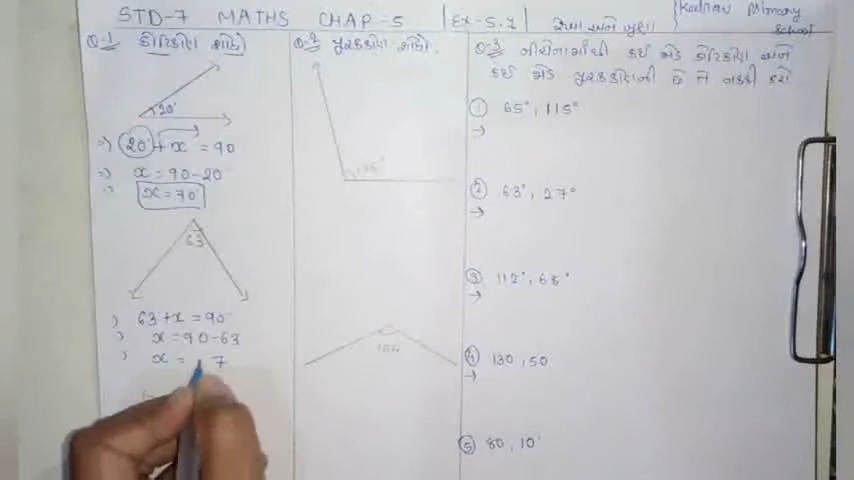 STD-7 MATHS CHAP-5 Ex-5.1 રેખા અને ખૂણા
Primary
School
Q-1 કોટિકોણ શોધો
20°
⇒) 20° + x = 90
⇒) x = 90-20
x = 70°
63
63+x = 90°
x = 90-63
x = 7
Q-2 પૂરકકોણ શોધો.
Q-3 નીચેનામાંથી કઈ જોડ કોટિકોણ અને
કઈ જોડ પૂરકકોણની છે તે નક્કી કરો
① 65°, 115°
→
② 63°, 27°
→
③ 112°, 68°
→
④ 130, 50
→
⑤ 80, 10°